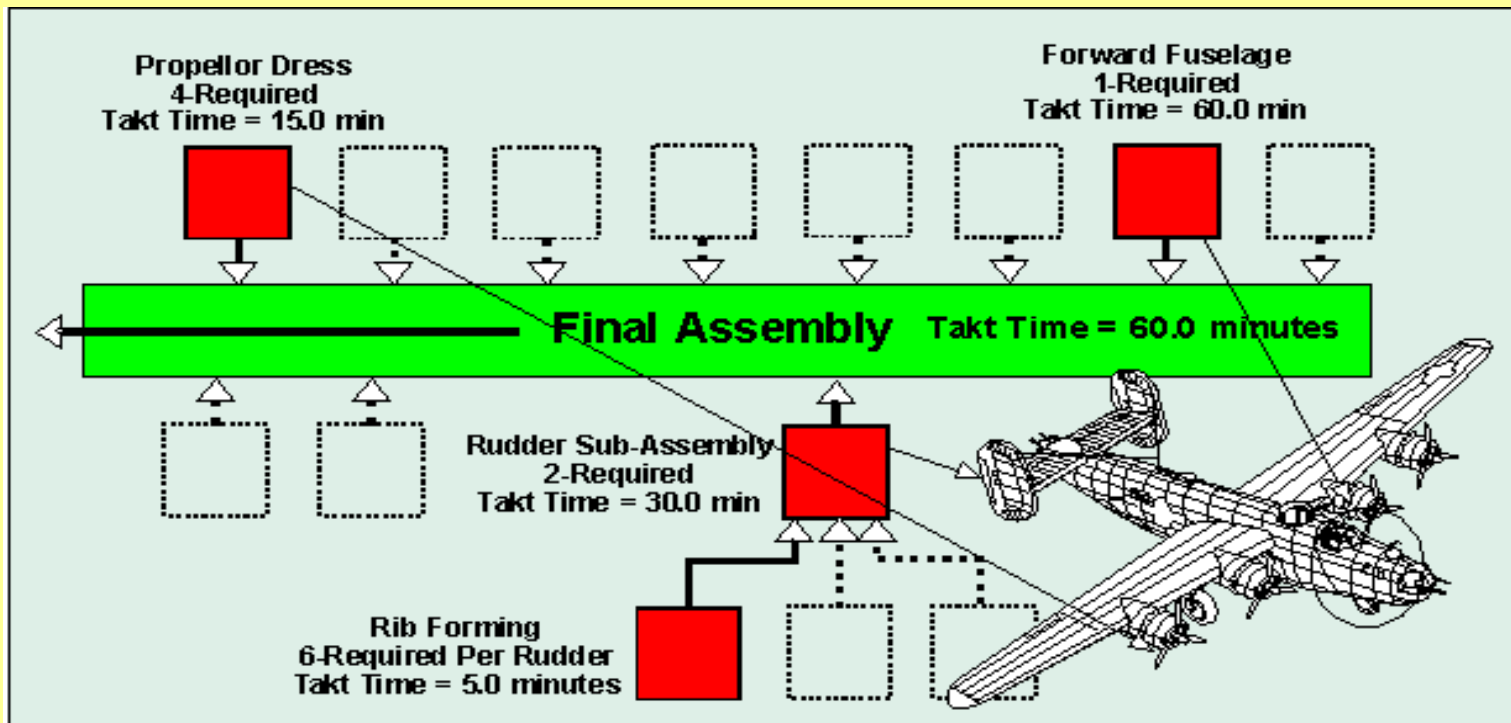 Propellor Dress
4-Required
Takt Time = 15.0 min
Forward Fuselage
1-Required
Takt Time = 60.0 min
Final Assembly Takt Time = 60.0 minutes
Rudder Sub-Assembly
2-Required
Takt Time = 30.0 min
Rib Forming
6-Required Per Rudder
Takt Time = 5.0 minutes